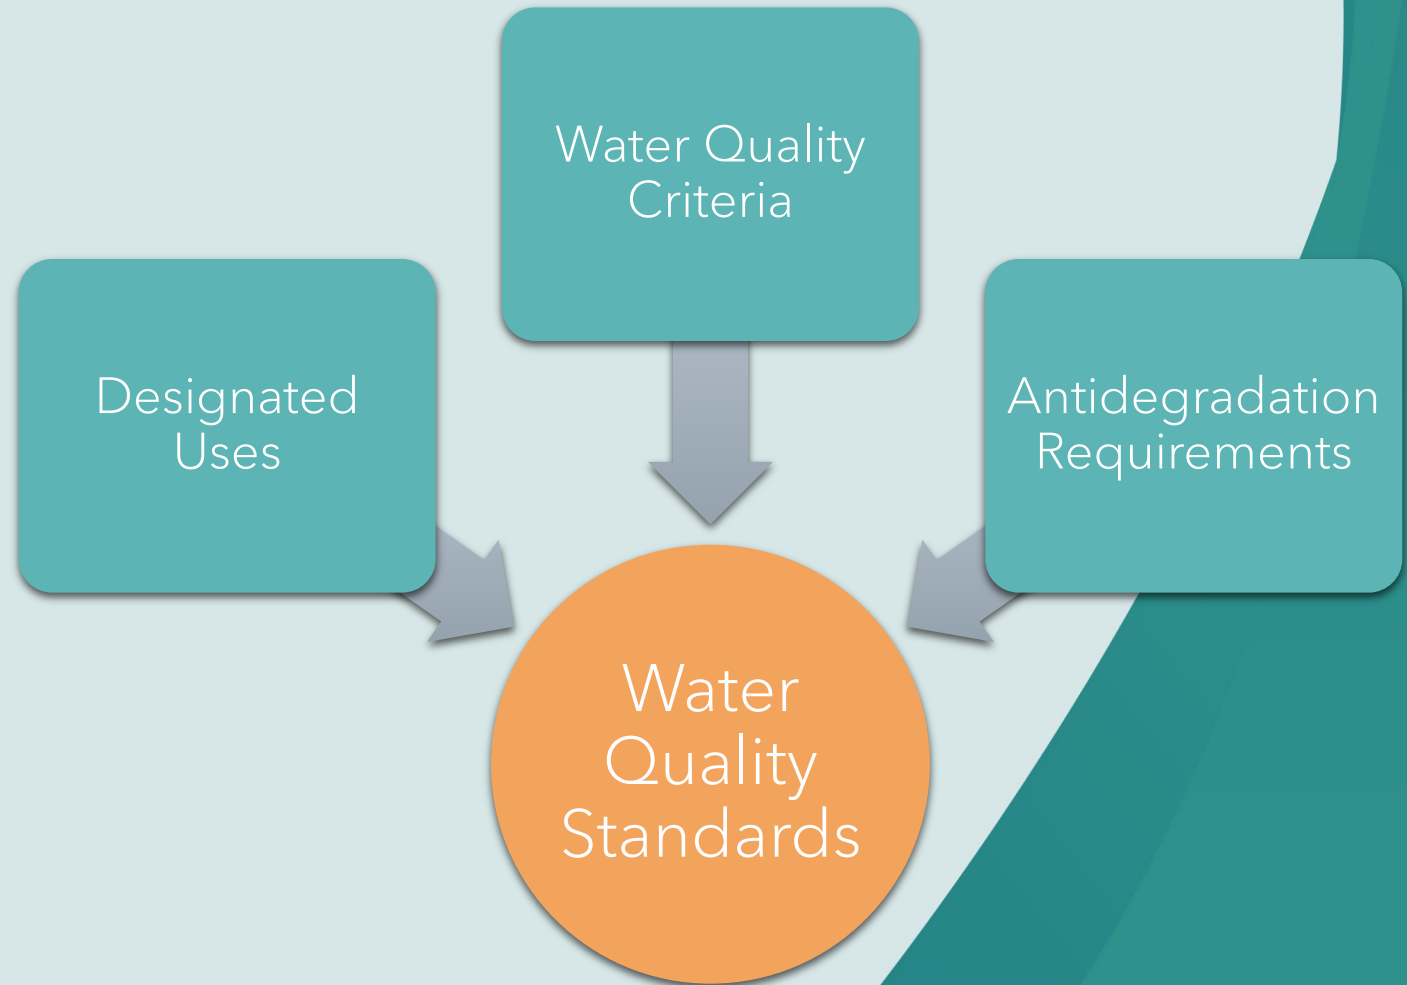 Water Quality
Criteria
Designated
Uses
Antidegradation
Requirements
Water
Quality
Standards